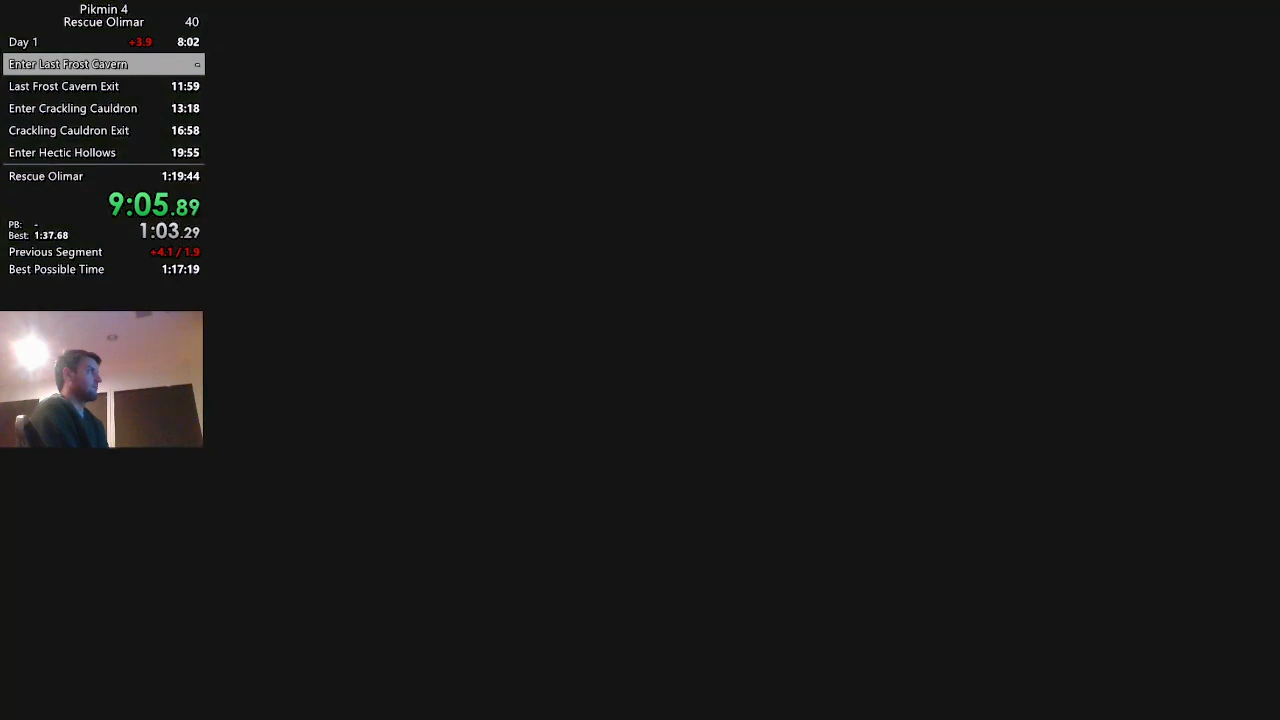 Pikmin 4
Rescue Olimar 40
Day 1 +3.9 8:02
Enter Last Frost Cavern -
Last Frost Cavern Exit 11:59
Enter Crackling Cauldron 13:18
Crackling Cauldron Exit 16:58
Enter Hectic Hollows 19:55
Rescue Olimar 1:19:44
9:05.89
PB: - 1:03.29
Best: 1:37.68
Previous Segment +4.1 / 1.9
Best Possible Time 1:17:19